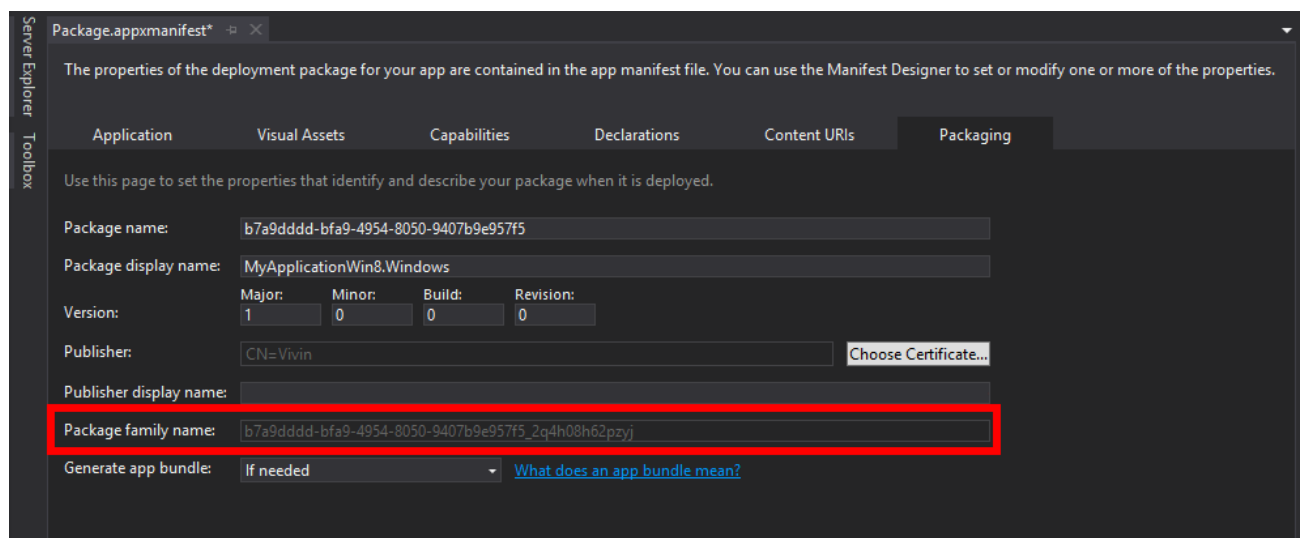 Server Explorer
Toolbox
Package.appxmanifest*
The properties of the deployment package for your app are contained in the app manifest file. You can use the Manifest Designer to set or modify one or more of the properties.
Application Visual Assets Capabilities Declarations Content URIs Packaging
Use this page to set the properties that identify and describe your package when it is deployed.
Package name: b7a9dddd-bfa9-4954-8050-9407b9e957f5
Package display name: MyApplicationWin8.Windows
Major: Minor: Build: Revision:
Version: 1 0 0 0
Publisher: CN=Vivin Choose Certificate...
Publisher display name:
Package family name: b7a9dddd-bfa9-4954-8050-9407b9e957f5_2q4h08h62pzyj
Generate app bundle: If needed What does an app bundle mean?